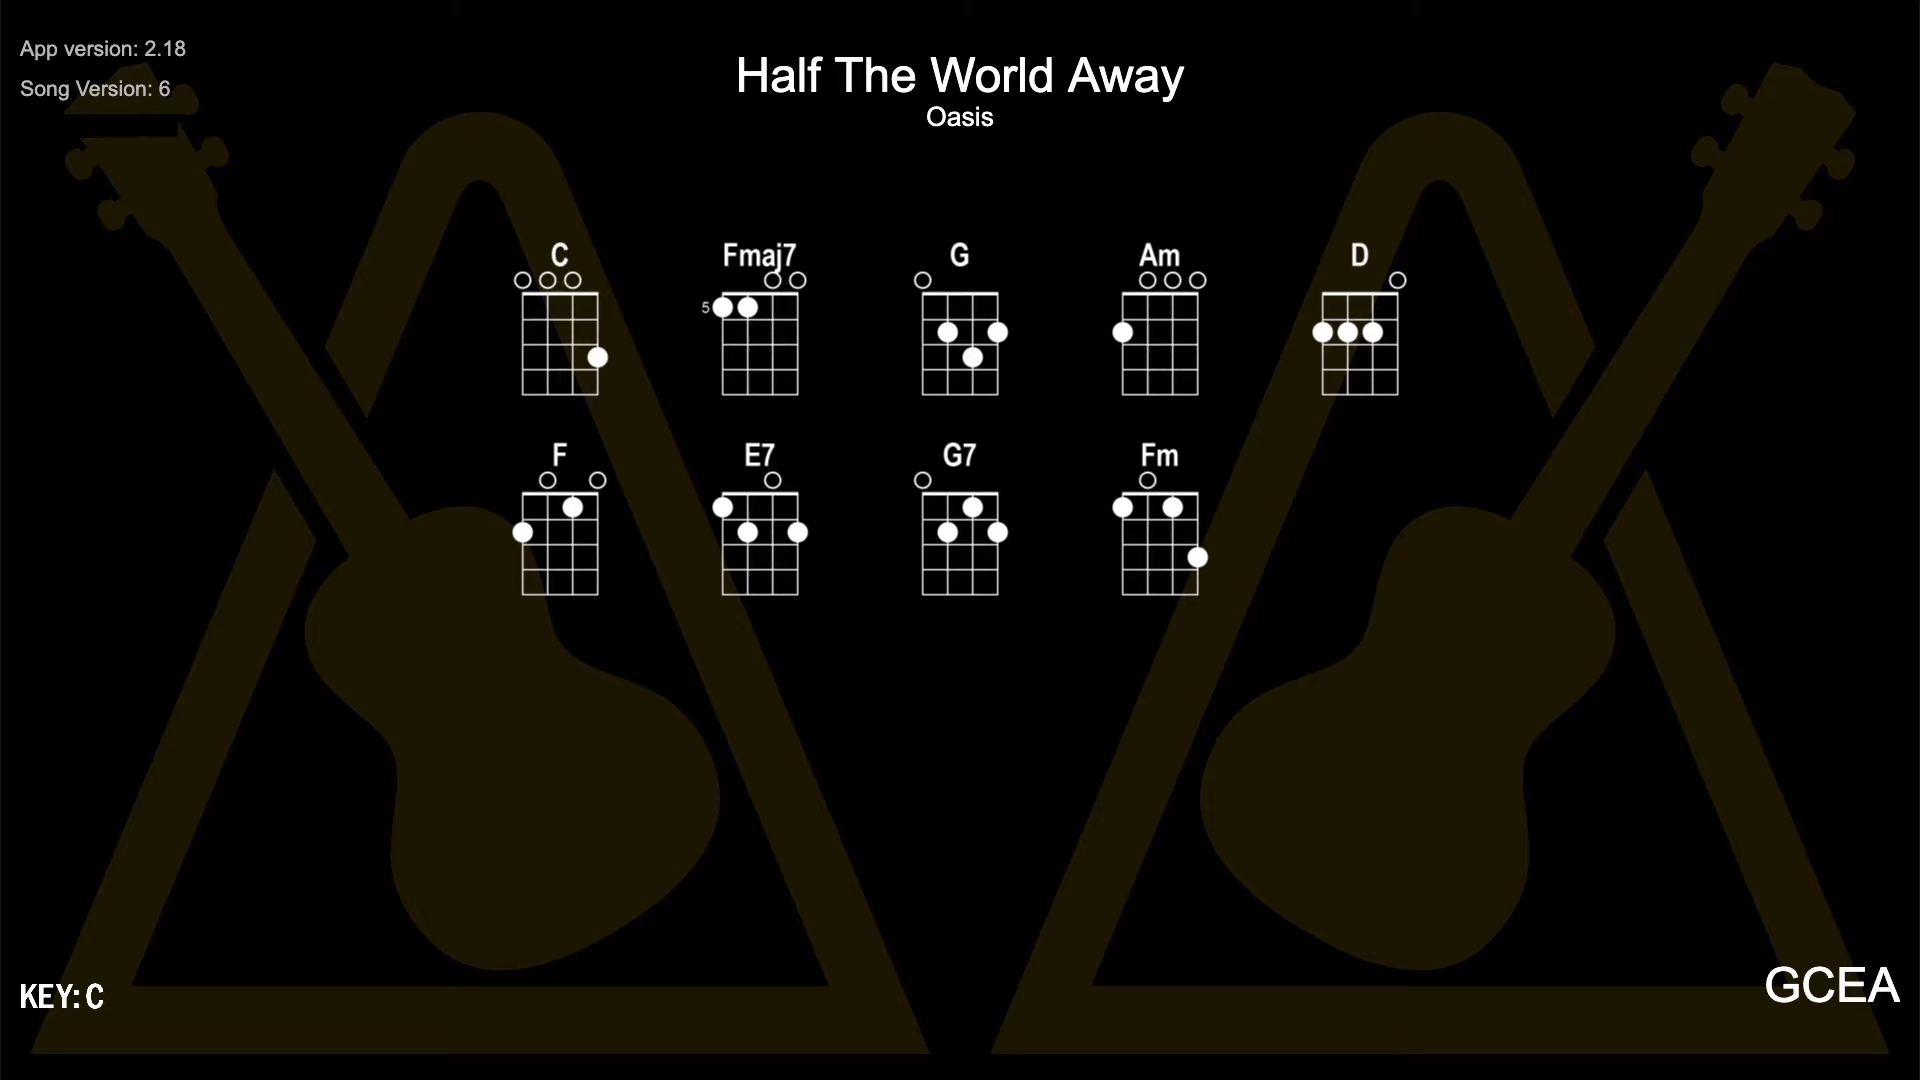 App version: 2.18
Song Version: 6
Half The World Away
Oasis
C Fmaj7 G Am D
5
F E7 G7 Fm
KEY: C
GCEA